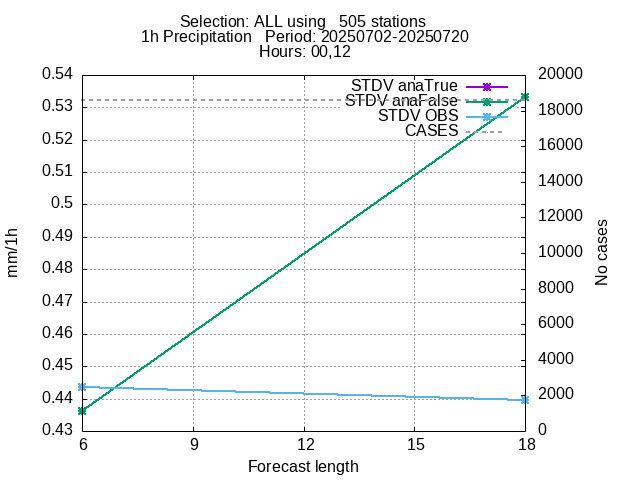 Selection: ALL using   505 stations
1h Precipitation   Period: 20250702-20250720
Hours: 00,12
STDV anaTrue
STDV anaFalse
STDV OBS
CASES
0.54
0.53
0.52
0.51
0.5
0.49
0.48
0.47
0.46
0.45
0.44
0.43
mm/1h
20000
18000
16000
14000
12000
10000
8000
6000
4000
2000
0
No cases
6
9
12
15
18
Forecast length